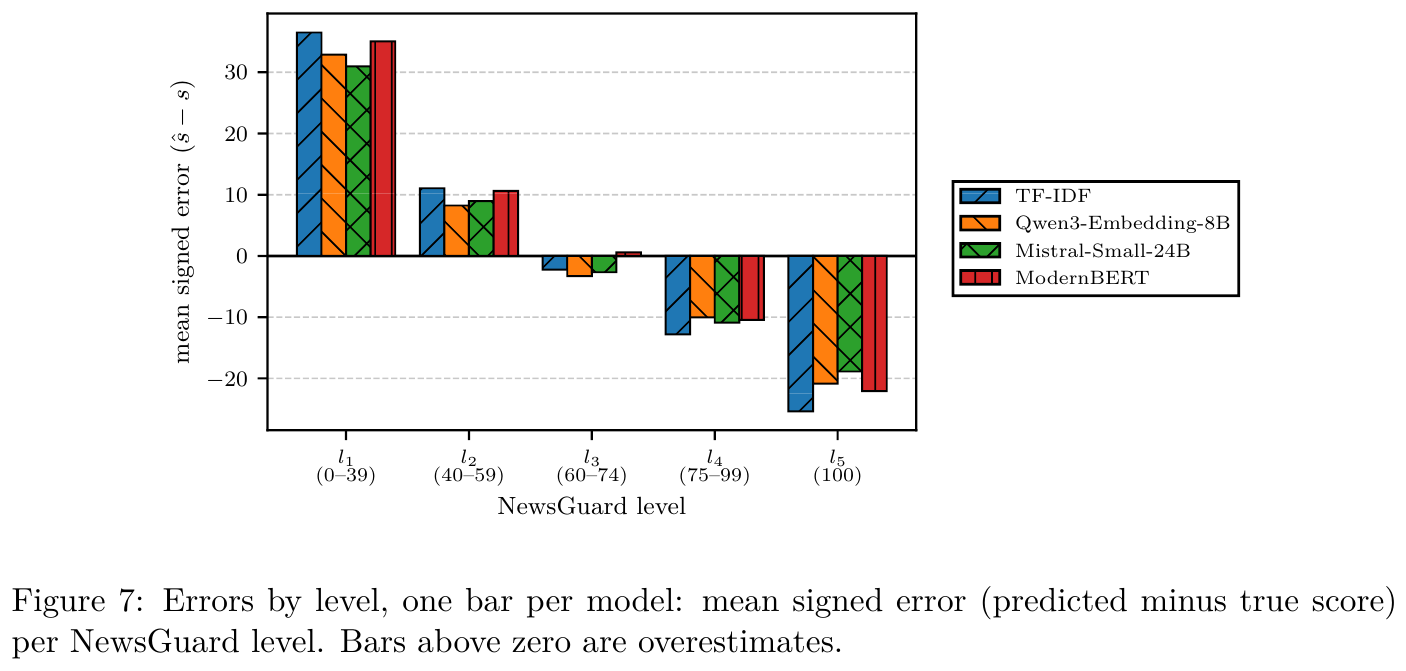 30
20
10
0
−10
−20
mean signed error (ŝ − s)
l₁
(0–39)
l₂
(40–59)
l₃
(60–74)
l₄
(75–99)
l₅
(100)
NewsGuard level
TF-IDF
Qwen3-Embedding-8B
Mistral-Small-24B
ModernBERT
Figure 7: Errors by level, one bar per model: mean signed error (predicted minus true score)
per NewsGuard level. Bars above zero are overestimates.